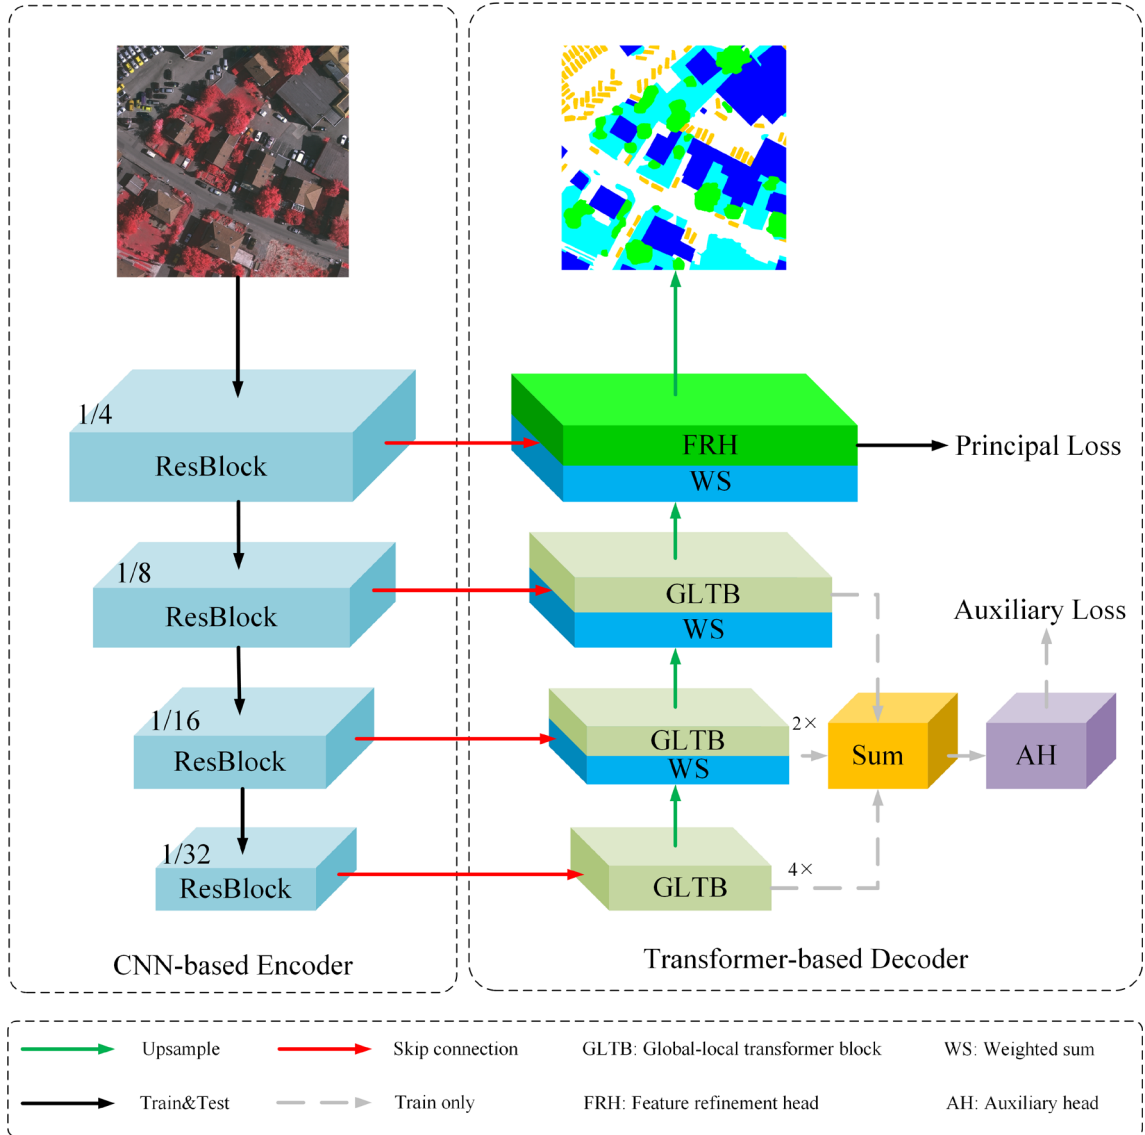 1/4
ResBlock
FRH
WS
Principal Loss
1/8
ResBlock
GLTB
WS
Auxiliary Loss
1/16
ResBlock
GLTB
WS
2×
Sum
AH
1/32
ResBlock
GLTB
4×
CNN-based Encoder
Transformer-based Decoder
Upsample
Skip connection
GLTB: Global-local transformer block
WS: Weighted sum
Train&Test
Train only
FRH: Feature refinement head
AH: Auxiliary head